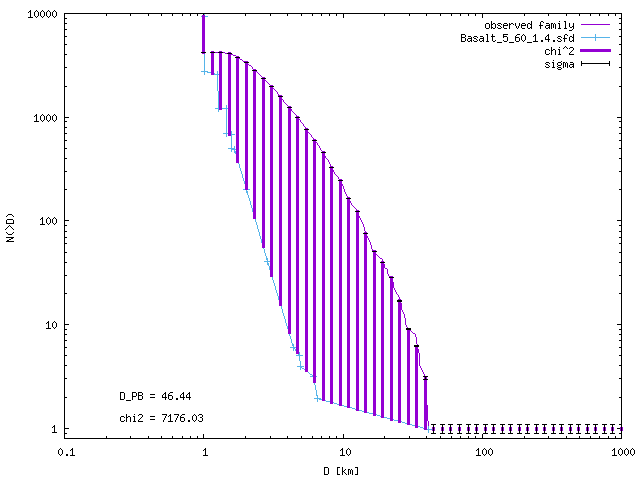 10000
1000
100
10
1
N(>D)
observed family
Basalt_5_60_1.4.sfd
chi^2
sigma
D_PB = 46.44
chi2 = 7176.03
0.1 1 10 100 1000
D [km]